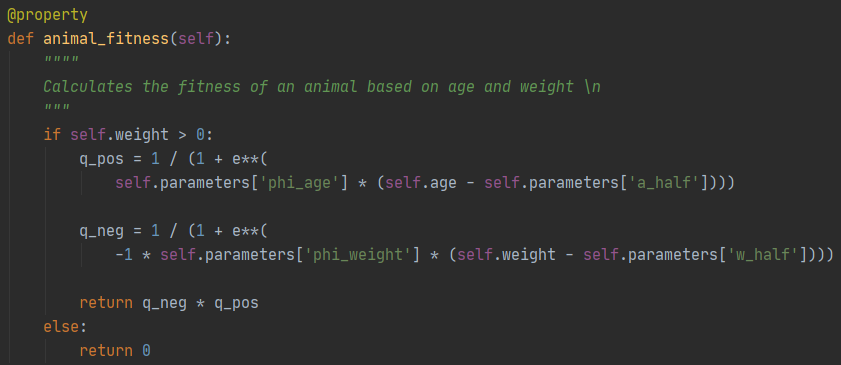 @property
def animal_fitness(self):
    """"
    Calculates the fitness of an animal based on age and weight \n
    """
    if self.weight > 0:
        q_pos = 1 / (1 + e**(
            self.parameters['phi_age'] * (self.age - self.parameters['a_half'])))

        q_neg = 1 / (1 + e**(
            -1 * self.parameters['phi_weight'] * (self.weight - self.parameters['w_half'])))

        return q_neg * q_pos
    else:
        return 0